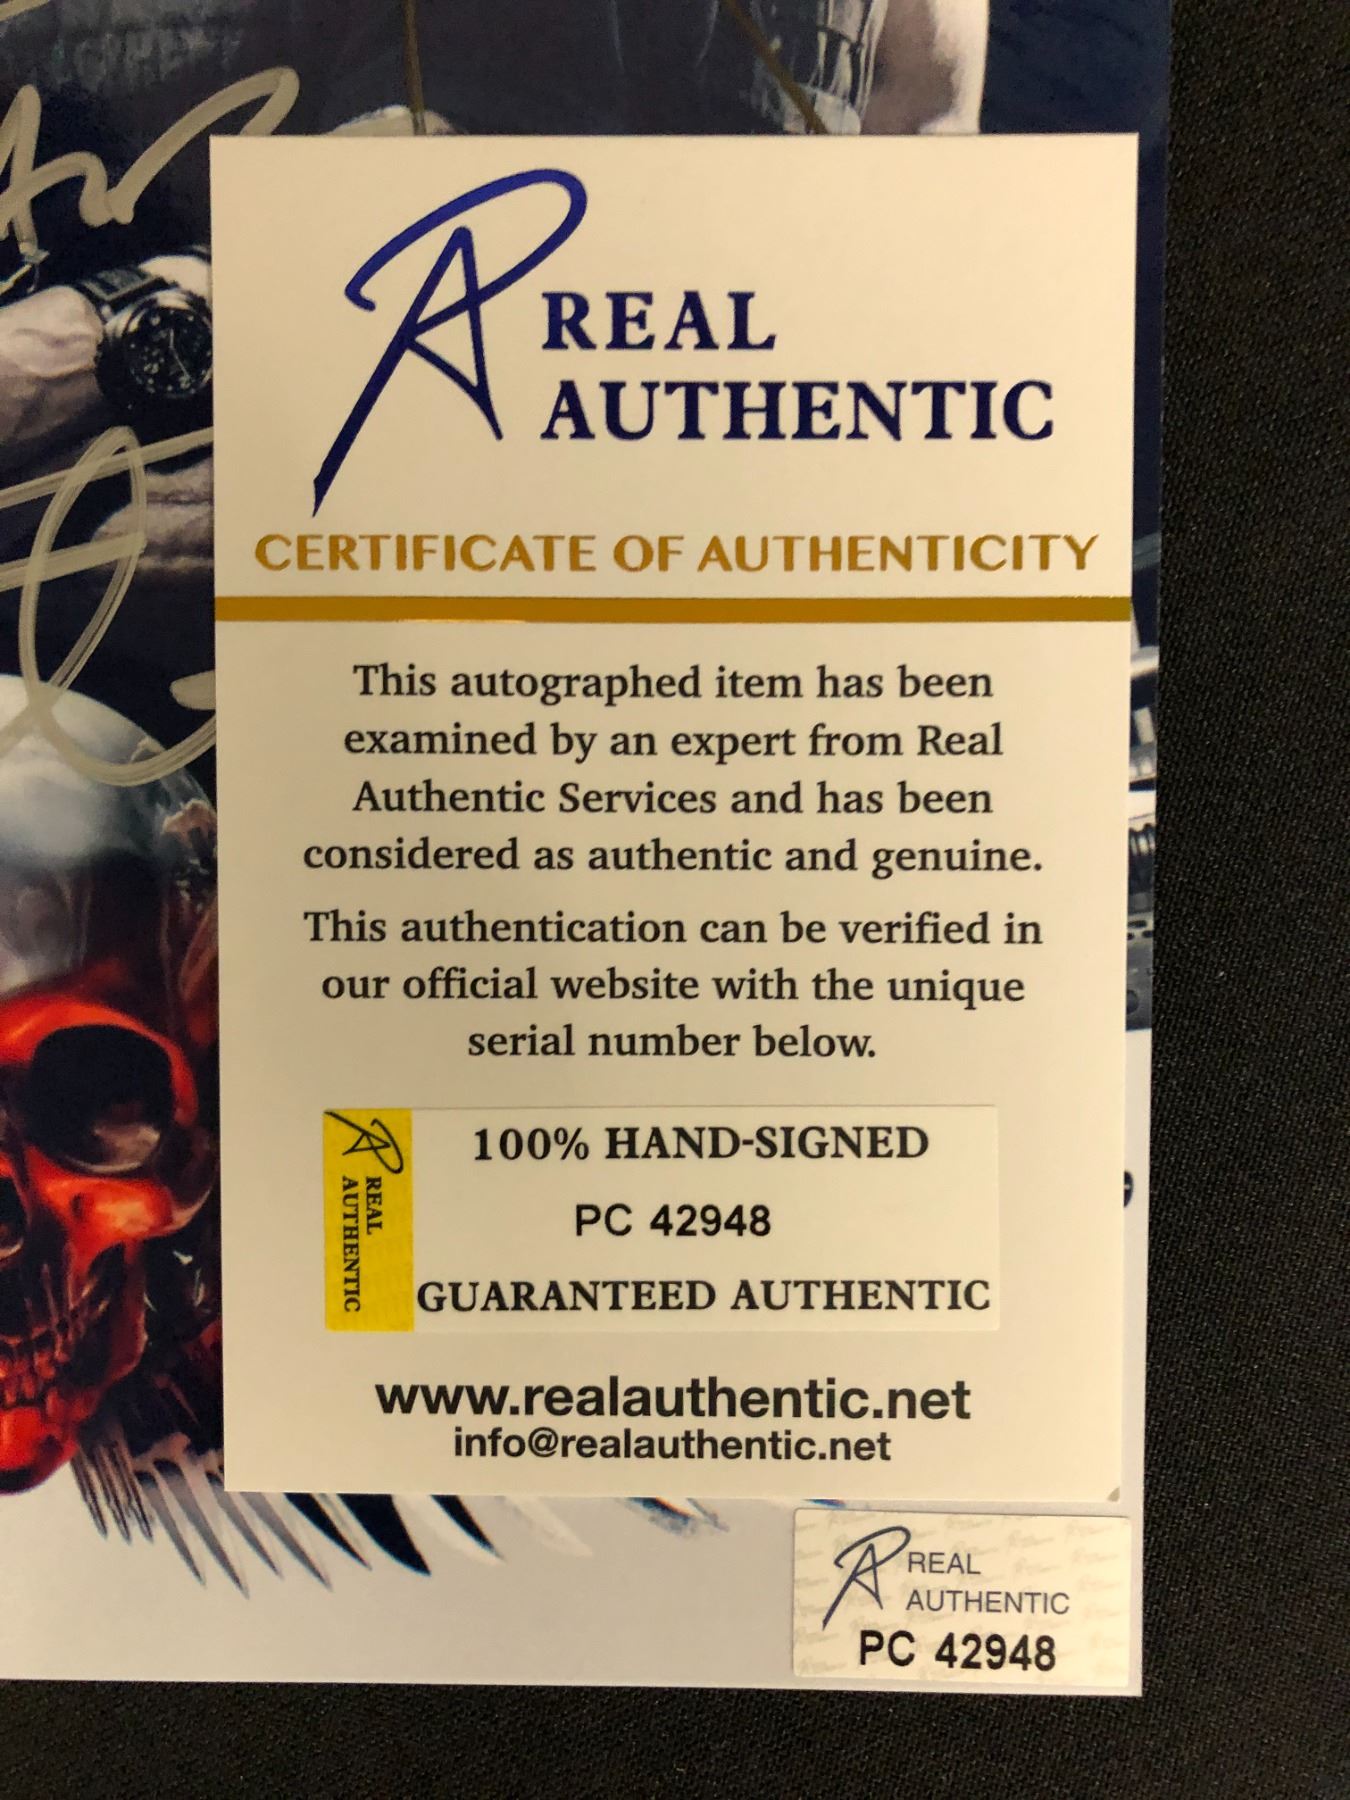 REAL
AUTHENTIC
CERTIFICATE OF AUTHENTICITY
This autographed item has been
examined by an expert from Real
Authentic Services and has been
considered as authentic and genuine.
This authentication can be verified in
our official website with the unique
serial number below.
REAL
AUTHENTIC
100% HAND-SIGNED
PC 42948
GUARANTEED AUTHENTIC
www.realauthentic.net
info@realauthentic.net
REAL
AUTHENTIC
PC 42948